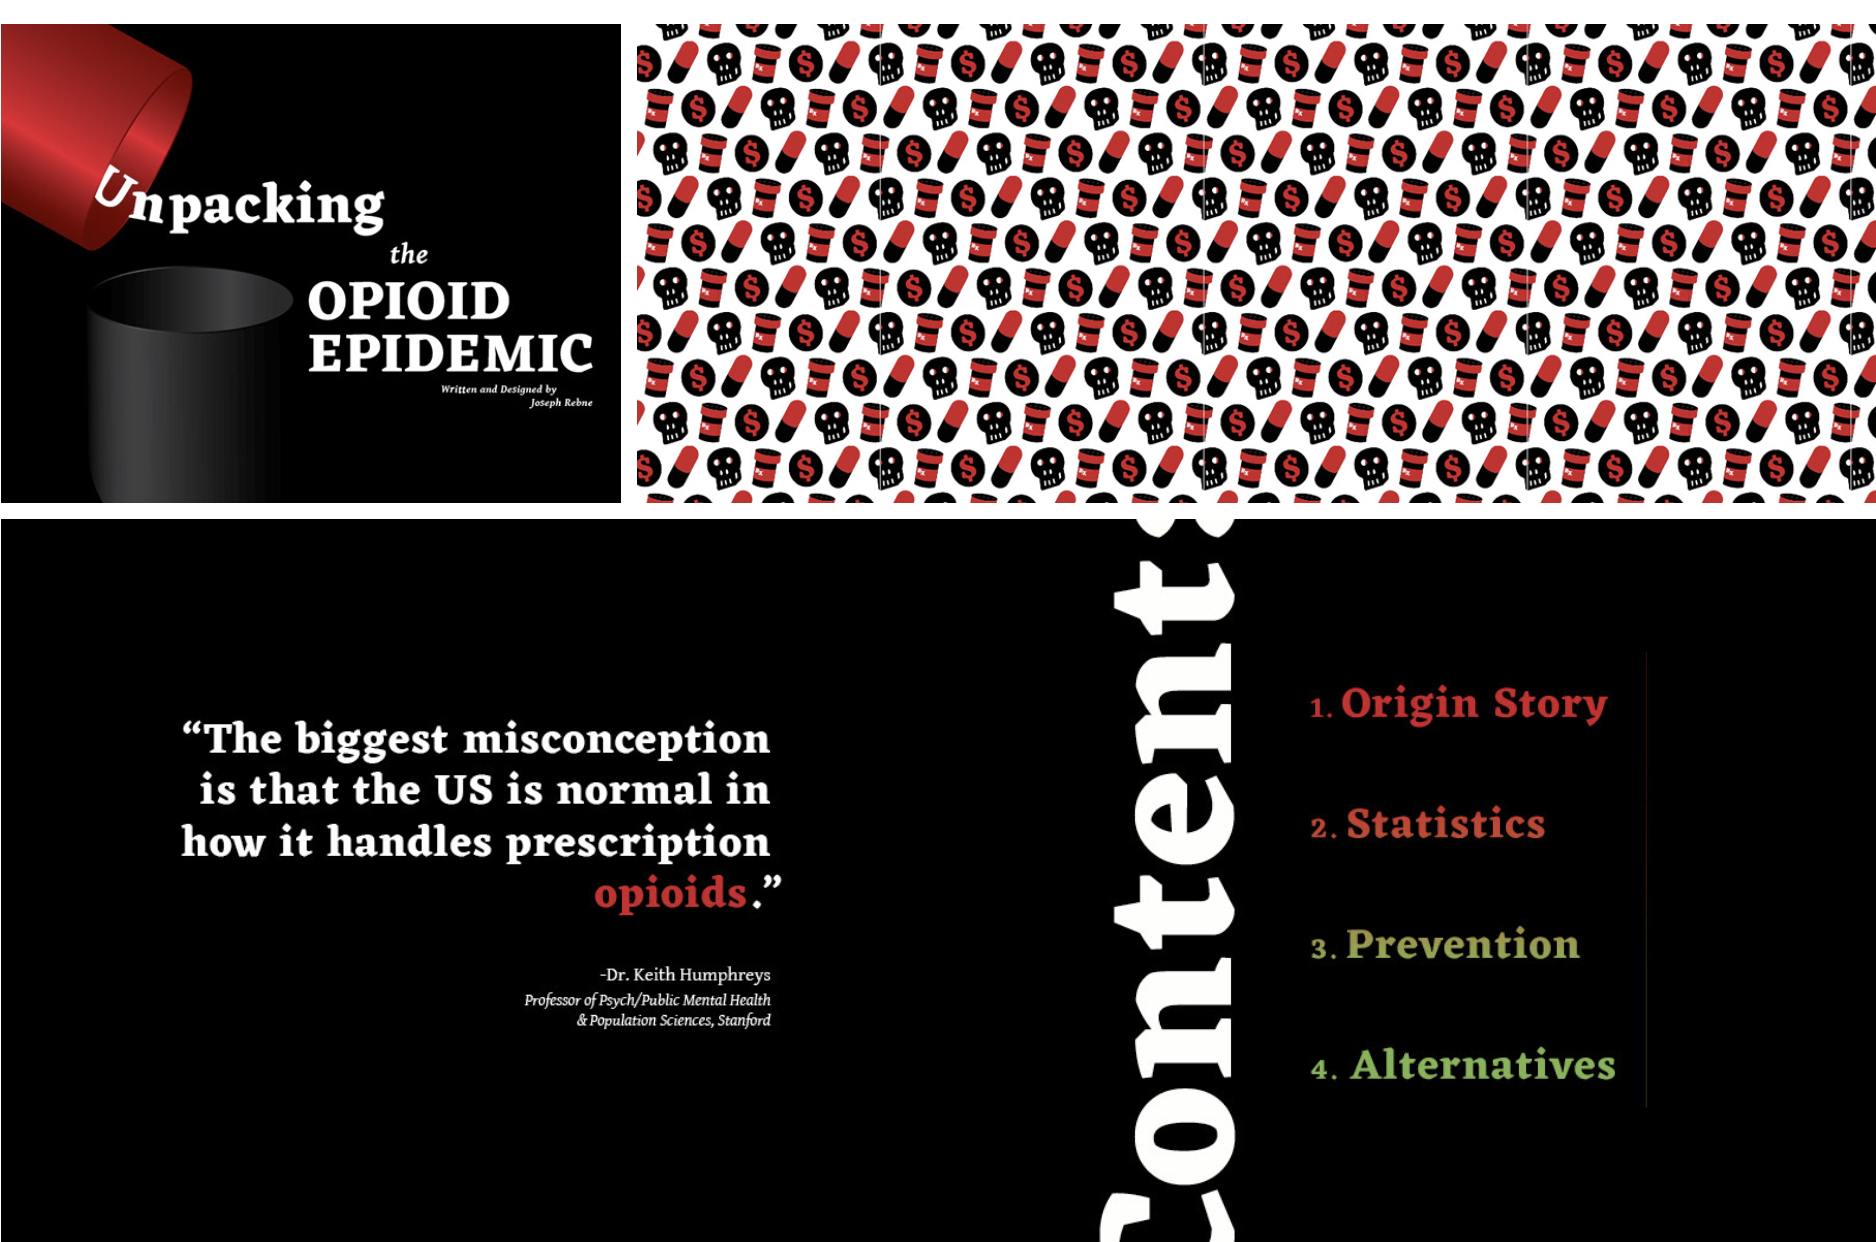 Unpacking
the
OPIOID
EPIDEMIC
Written and Designed by
Joseph Rebne
“The biggest misconception
is that the US is normal in
how it handles prescription
opioids.”
-Dr. Keith Humphreys
Professor of Psych/Public Mental Health
& Population Sciences, Stanford
Contents
1. Origin Story
2. Statistics
3. Prevention
4. Alternatives